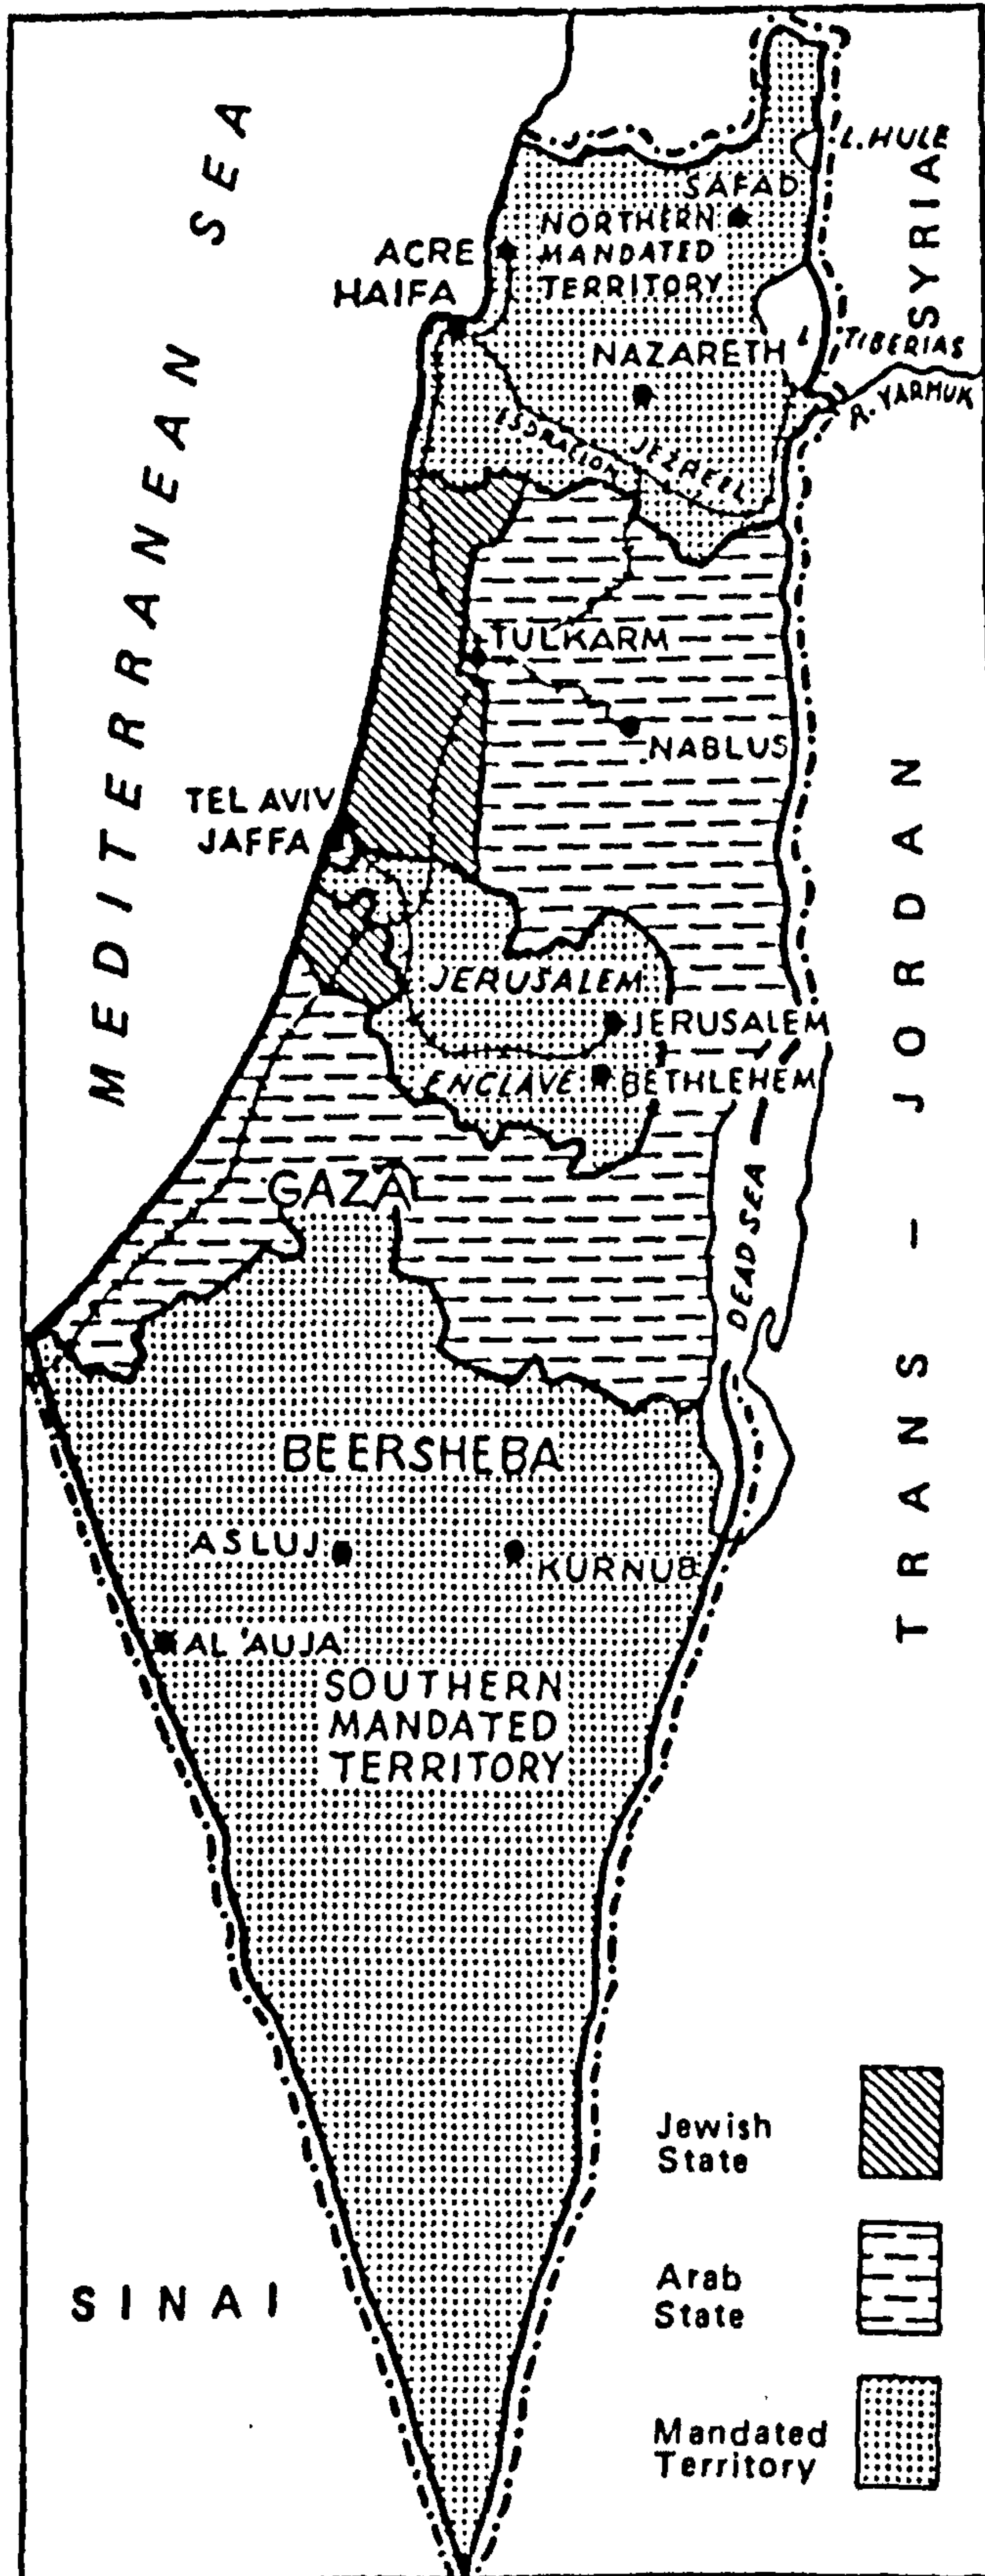 MEDITERRANEAN SEA
L. HULE
SYRIA
SAFAD
NORTHERN
MANDATED
TERRITORY
ACRE
HAIFA
NAZARETH
L TIBERIAS
R. YARMUK
ESDRAELON
JEZREEL
TULKARM
NABLUS
TEL AVIV
JAFFA
JERUSALEM
JERUSALEM
ENCLAVE
BETHLEHEM
GAZA
DEAD SEA
TRANS - JORDAN
BEERSHEBA
ASLUJ
KURNUB
AL 'AUJA
SOUTHERN
MANDATED
TERRITORY
SINAI
Jewish
State
Arab
State
Mandated
Territory